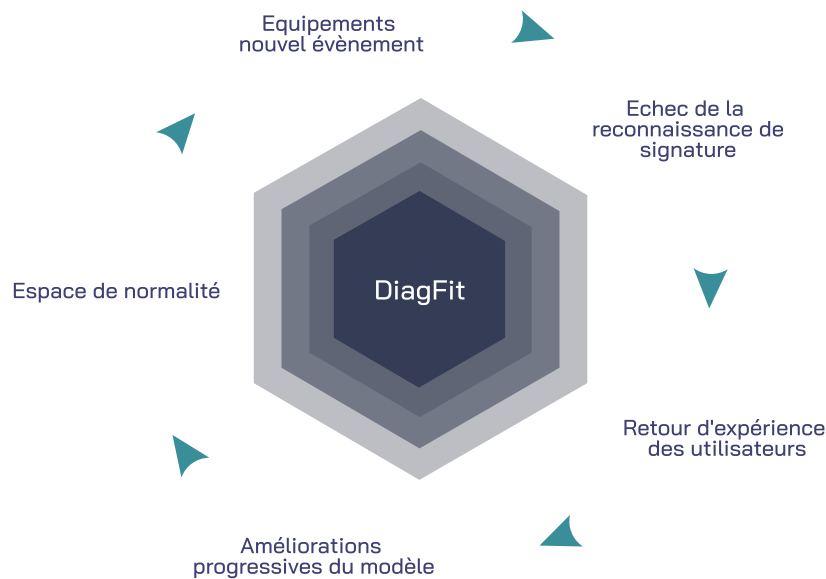 Equipements
nouvel évènement
Echec de la
reconnaissance de
signature
Espace de normalité
DiagFit
Retour d'expérience
des utilisateurs
Améliorations
progressives du modèle